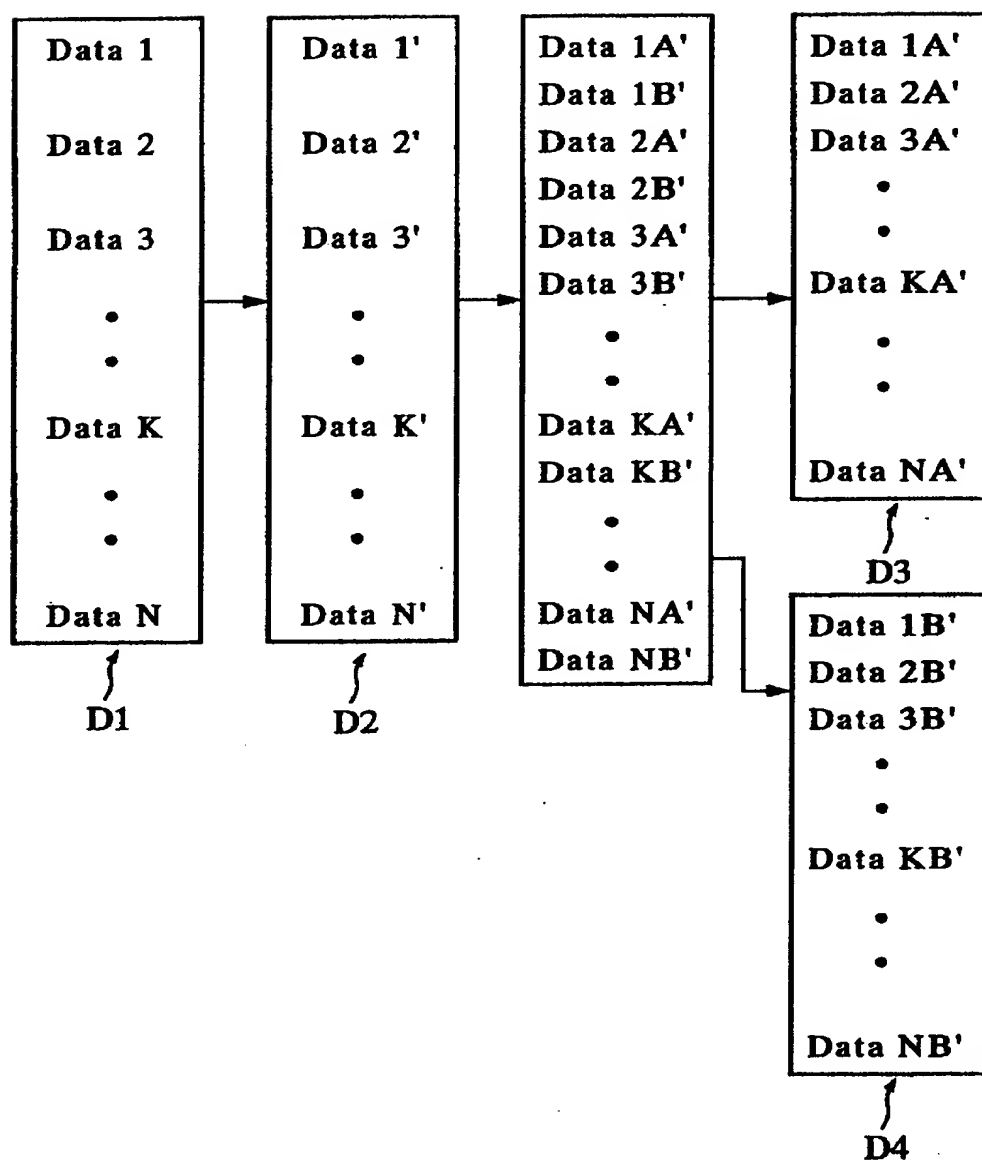 Data 1
Data 2
Data 3
Data K
Data N
D1
Data 1'
Data 2'
Data 3'
Data K'
Data N'
D2
Data 1A'
Data 1B'
Data 2A'
Data 2B'
Data 3A'
Data 3B'
Data KA'
Data KB'
Data NA'
Data NB'
Data 1A'
Data 2A'
Data 3A'
Data KA'
Data NA'
D3
Data 1B'
Data 2B'
Data 3B'
Data KB'
Data NB'
D4